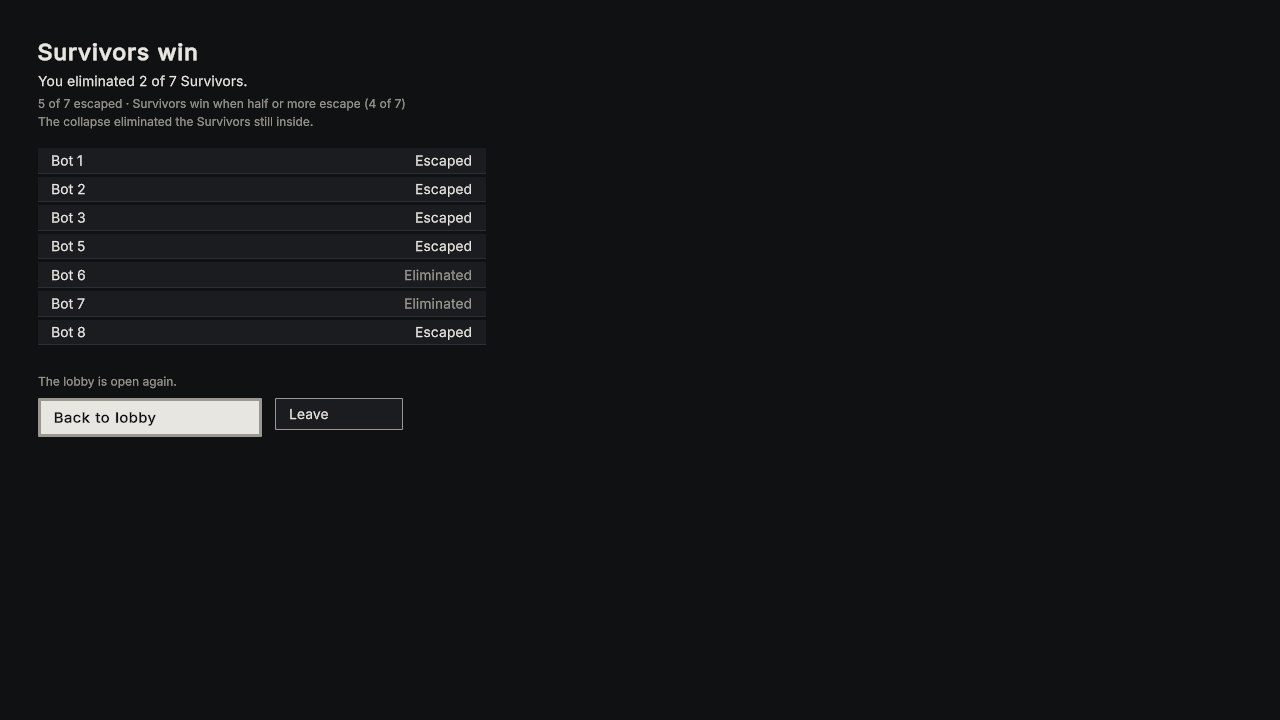 Survivors win
You eliminated 2 of 7 Survivors.
5 of 7 escaped · Survivors win when half or more escape (4 of 7)
The collapse eliminated the Survivors still inside.
Bot 1 Escaped
Bot 2 Escaped
Bot 3 Escaped
Bot 5 Escaped
Bot 6 Eliminated
Bot 7 Eliminated
Bot 8 Escaped
The lobby is open again.
Back to lobby Leave